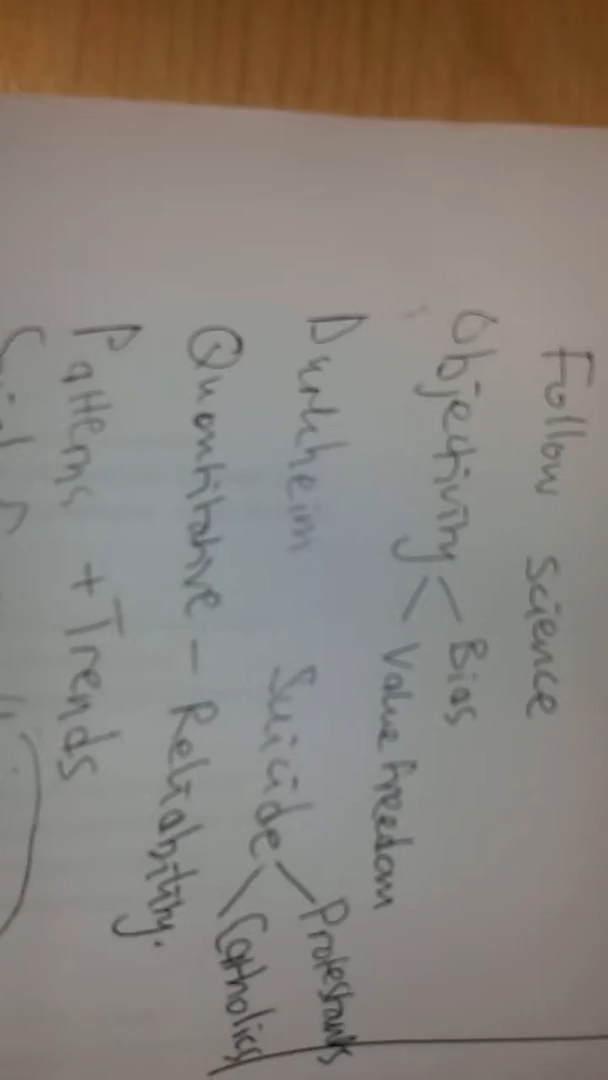 Follow science
Objectivity < Bias
Value freedom
Durkheim Suicide < Protestants
Catholics
Quantitative - Reliability.
Patterns + Trends